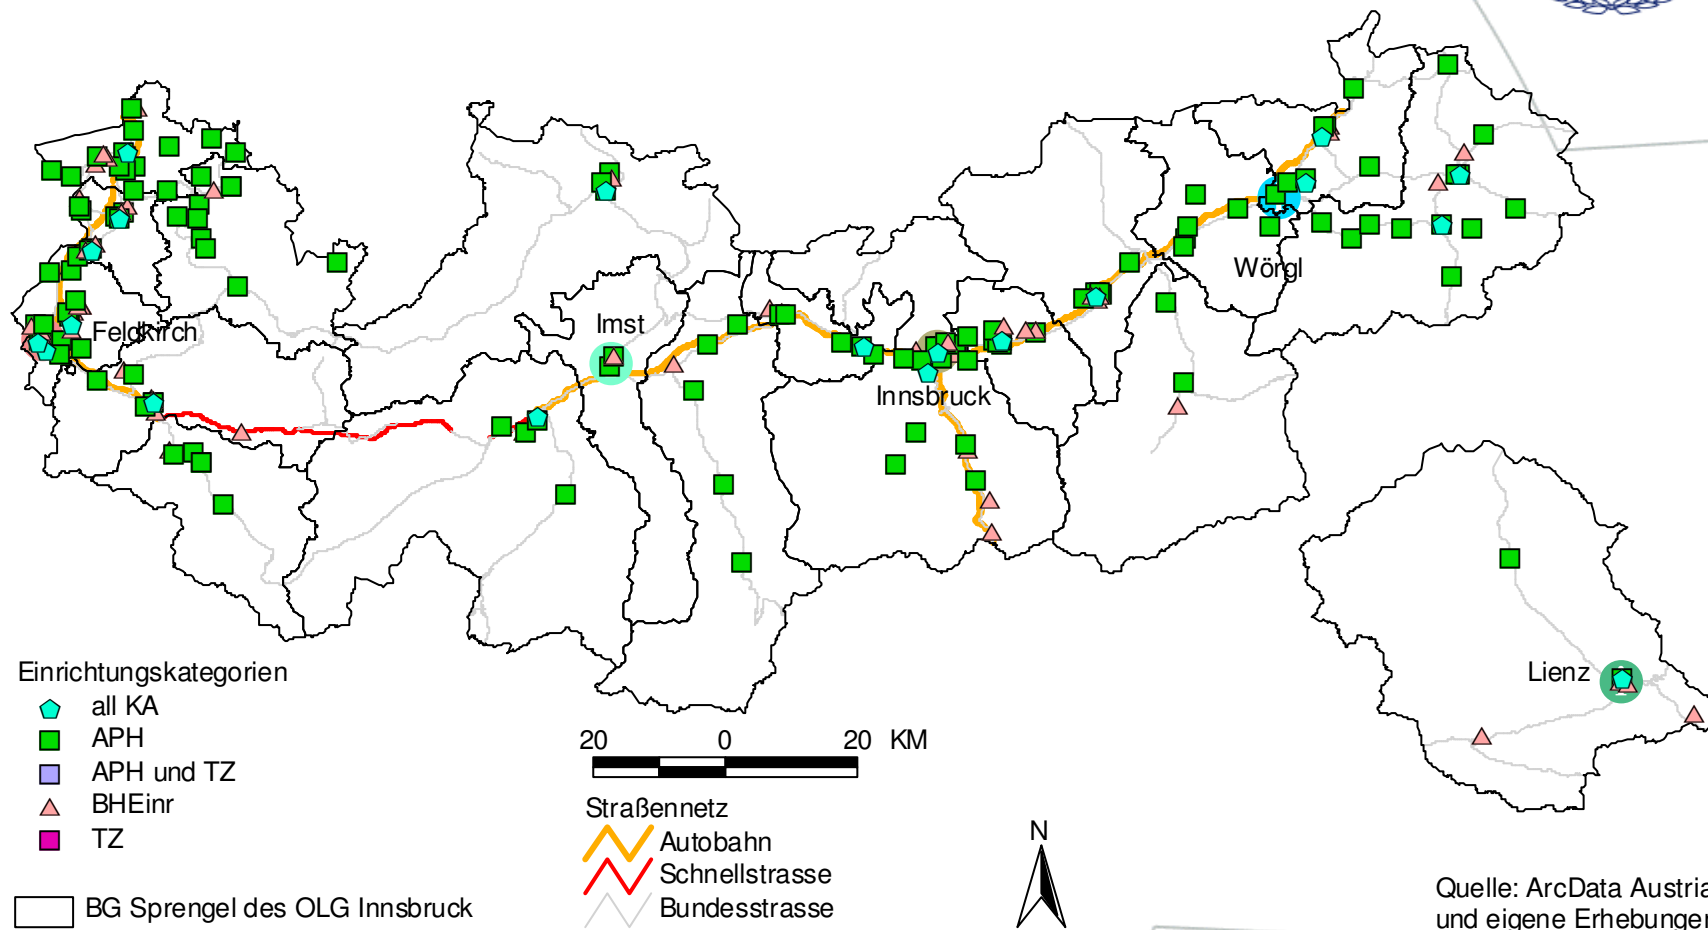 Wörgl
Imst
Feldkirch
Innsbruck
Lienz
Einrichtungskategorien
all KA
APH
APH und TZ
BHEinr
TZ
BG Sprengel des OLG Innsbruck
20 0 20 KM
Straßennetz
Autobahn
Schnellstrasse
Bundesstrasse
N
Quelle: ArcData Austria
und eigene Erhebungen